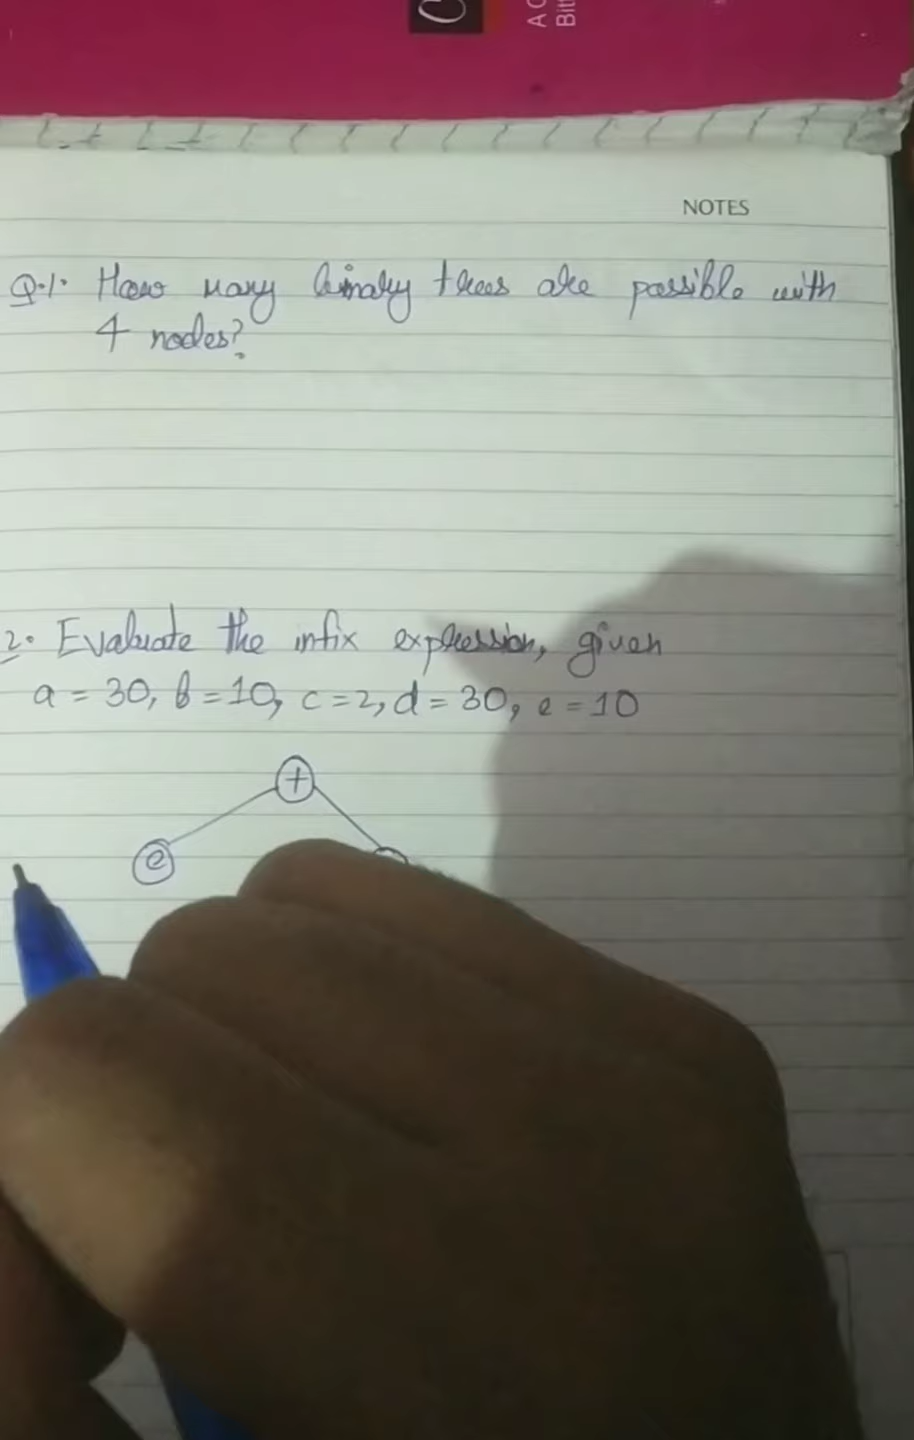 A
Bit
NOTES
Q.1. How many binary trees are possible with
4 nodes?
2. Evaluate the infix expression, given
a = 30, b = 10, c = 2, d = 30, e = 10
+
e